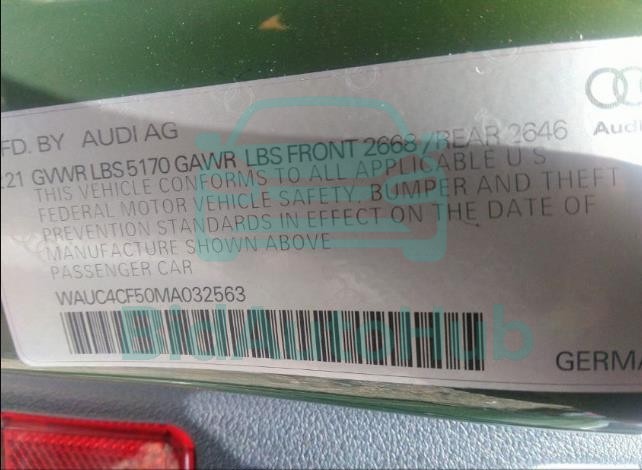 FD. BY AUDI AG
Audi
.21 GVWR LBS 5170 GAWR LBS FRONT 2668 / REAR 2646
THIS VEHICLE CONFORMS TO ALL APPLICABLE U S
FEDERAL MOTOR VEHICLE SAFETY, BUMPER AND THEFT
PREVENTION STANDARDS IN EFFECT ON THE DATE OF
MANUFACTURE SHOWN ABOVE
PASSENGER CAR
WAUC4CF50MA032563
BidAutoHub
GERMA